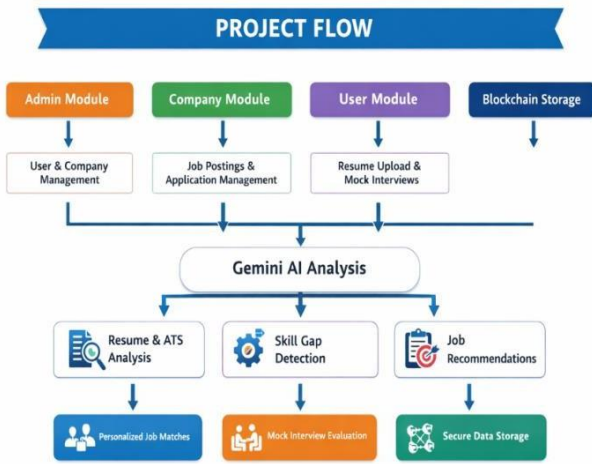 PROJECT FLOW
Admin Module
Company Module
User Module
Blockchain Storage
User & Company
Management
Job Postings &
Application Management
Resume Upload &
Mock Interviews
Gemini AI Analysis
Resume & ATS
Analysis
Skill Gap
Detection
Job
Recommendations
Personalized Job Matches
Mock Interview Evaluation
Secure Data Storage